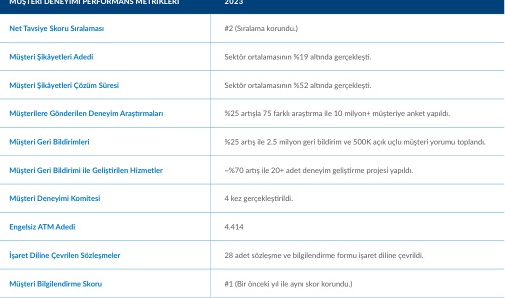 MÜŞTERİ DENEYİMİ PERFORMANS METRİKLERİ 2023
Net Tavsiye Skoru Sıralaması #2 (Sıralama korundu.)
Müşteri Şikâyetleri Adedi Sektör ortalamasının %19 altında gerçekleşti.
Müşteri Şikâyetleri Çözüm Süresi Sektör ortalamasının %52 altında gerçekleşti.
Müşterilere Gönderilen Deneyim Araştırmaları %25 artışla 75 farklı araştırma ile 10 milyon+ müşteriye anket yapıldı.
Müşteri Geri Bildirimleri %25 artış ile 2.5 milyon geri bildirim ve 500K açık uçlu müşteri yorumu toplandı.
Müşteri Geri Bildirimi ile Geliştirilen Hizmetler ~%70 artış ile 20+ adet deneyim geliştirme projesi yapıldı.
Müşteri Deneyimi Komitesi 4 kez gerçekleştirildi.
Engelsiz ATM Adedi 4.414
İşaret Diline Çevrilen Sözleşmeler 28 adet sözleşme ve bilgilendirme formu işaret diline çevrildi.
Müşteri Bilgilendirme Skoru #1 (Bir önceki yıl ile aynı skor korundu.)